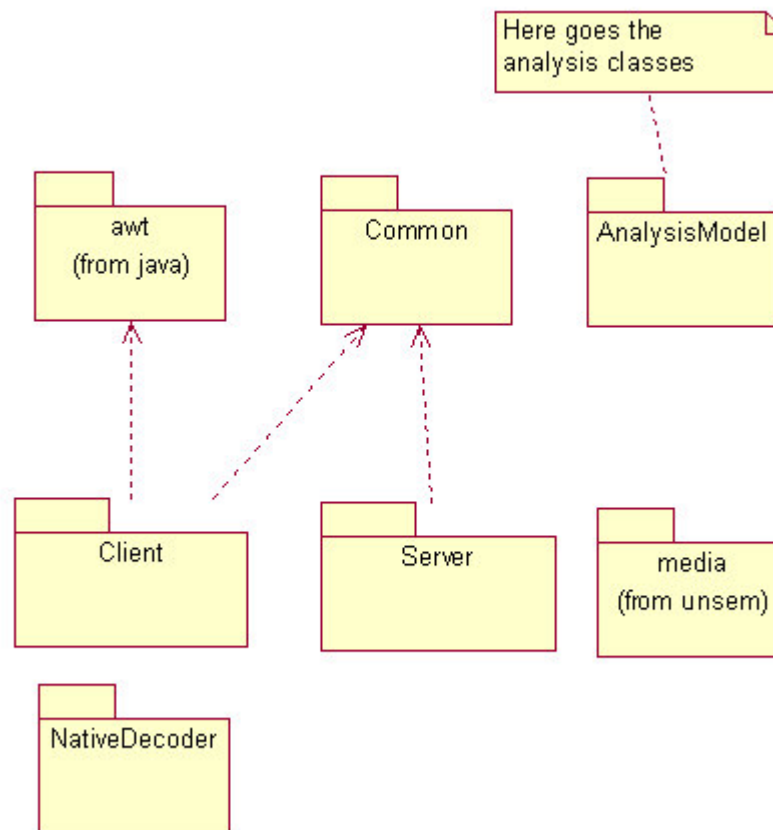 Here goes the
analysis classes
awt
(from java)
Common
AnalysisModel
Client
Server
media
(from unsem)
NativeDecoder